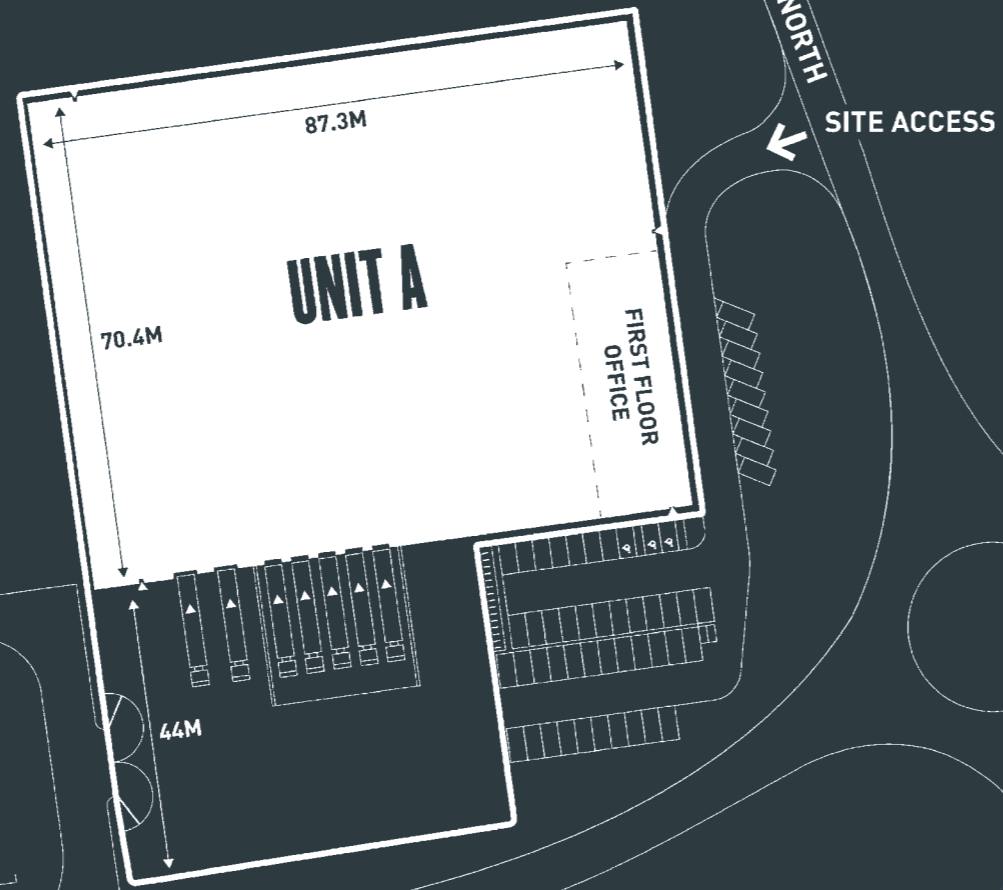 NORTH
SITE ACCESS
87.3M
UNIT A
70.4M
FIRST FLOOR
OFFICE
44M